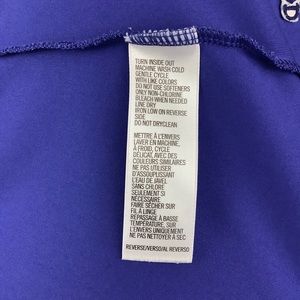 TURN INSIDE OUT
MACHINE WASH COLD
GENTLE CYCLE
WITH LIKE COLORS
DO NOT USE SOFTENERS
ONLY NON-CHLORINE
BLEACH WHEN NEEDED
LINE DRY
IRON LOW ON REVERSE
SIDE
DO NOT DRYCLEAN
METTRE À L'ENVERS
LAVER EN MACHINE,
À FROID, CYCLE
DÉLICAT, AVEC DES
COULEURS SIMILAIRES
NE PAS UTILISER
D'ASSOUPLISSANT
L'EAU DE JAVEL
SANS CHLORE
SEULEMENT SI
NÉCESSAIRE
FAIRE SÉCHER SUR
FIL À LINGE
REPASSAGE À BASSE
TEMPÉRATURE, SUR
L'ENVERS UNIQUEMENT
NE PAS NETTOYER À SEC
REVERSE/VERSO/AL REVERSO